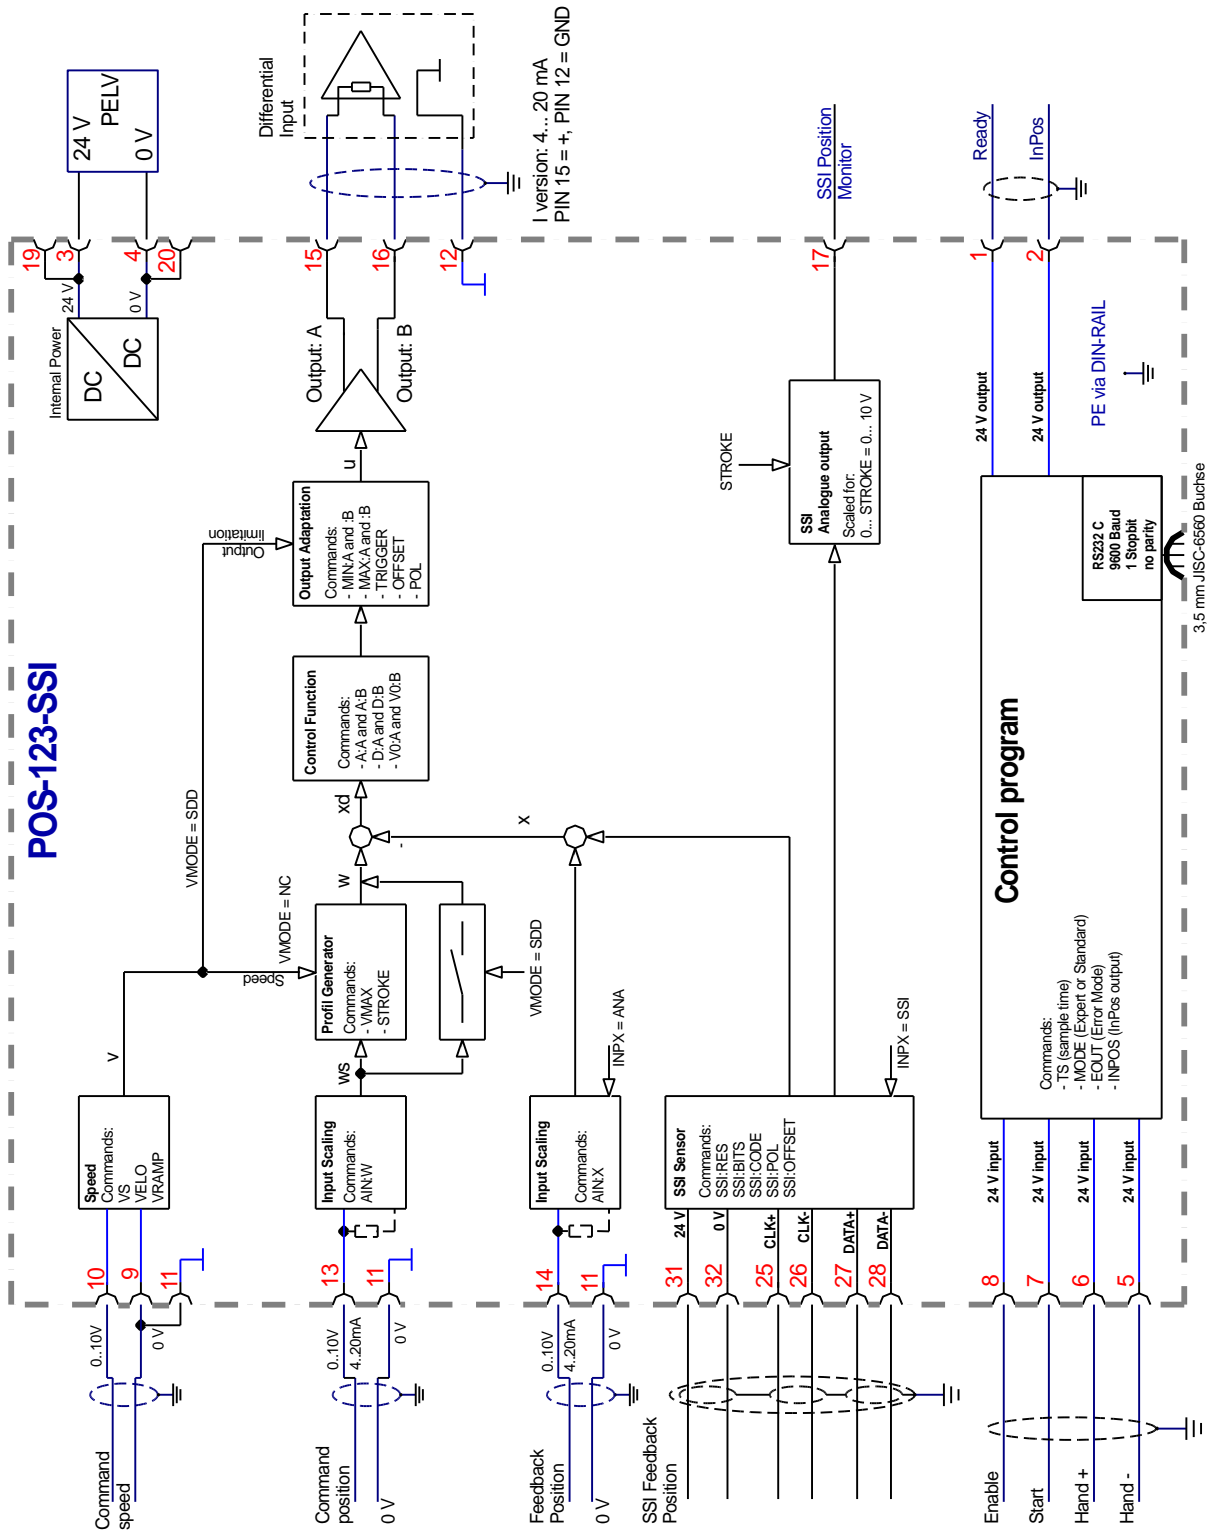 POS-123-SSI
Command
speed
0..10V
0 V
10
9
11
Speed
Commands:
VS
VELO
VRAMP
v
VMODE = SDD
Speed
VMODE = NC
Output
limitation
Internal Power
DC
DC
24 V
0 V
19
3
4
20
24 V
PELV
0 V
Command
position
0 V
0..10V
4..20mA
0 V
13
11
Input Scaling
Commands:
AIN:W
ws
Profil Generator
Commands:
- VMAX
- STROKE
VMODE = SDD
w
-
xd
Control Function
Commands:
- A:A and A:B
- D:A and D:B
- V0:A and V0:B
Output Adaptation
Commands:
- MIN:A and :B
- MAX:A and :B
- TRIGGER
- OFFSET
- POL
u
Output: A
Output: B
15
16
12
Differential
Input
I version: 4... 20 mA
PIN 15 = +, PIN 12 = GND
Feedback
Position
0 V
0..10V
4..20mA
0 V
14
11
Input Scaling
Commands:
AIN:X
INPX = ANA
x
SSI Feedback
Position
31
32
25
26
27
28
24 V
0 V
CLK+
CLK-
DATA+
DATA-
SSI Sensor
Commands:
SSI:RES
SSI:BITS
SSI:CODE
SSI:POL
SSI:OFFSET
INPX = SSI
STROKE
SSI
Analogue output
Scaled for:
0... STROKE = 0... 10 V
17
SSI Position
Monitor
Enable
Start
Hand +
Hand -
8
7
6
5
24 V input
24 V input
24 V input
24 V input
Control program
Commands:
- TS (sample time)
- MODE (Expert or Standard)
- EOUT (Error Mode)
- INPOS (InPos output)
RS232 C
9600 Baud
1 Stopbit
no parity
3,5 mm JISC-6560 Buchse
24 V output
24 V output
PE via DIN-RAIL
1
2
Ready
InPos